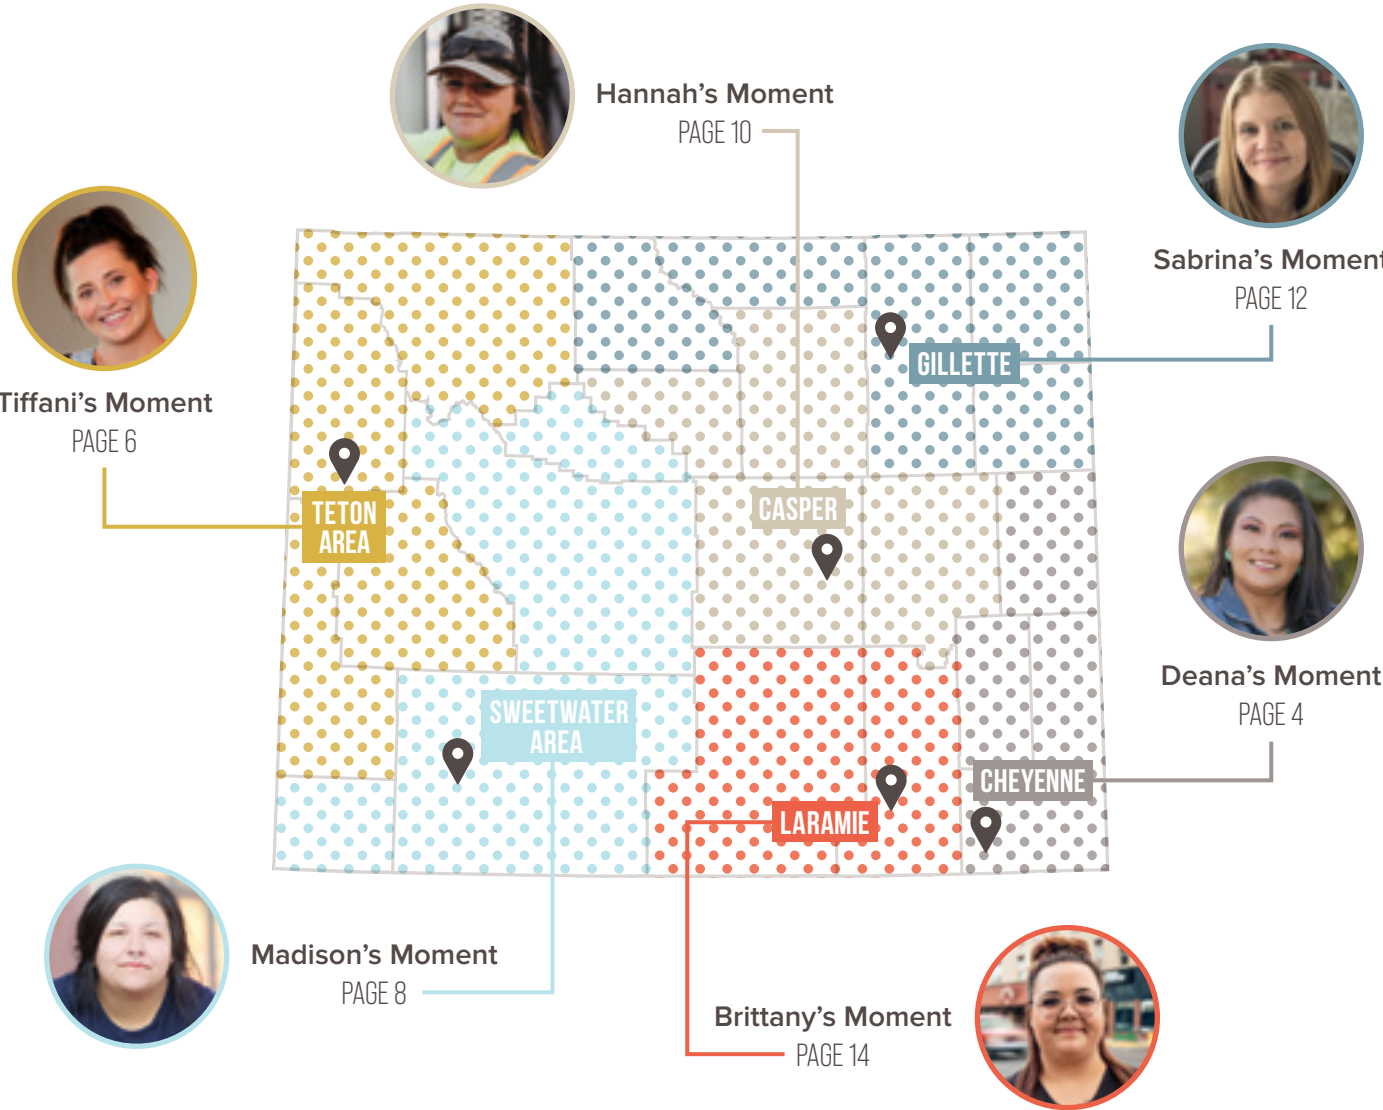 Hannah's Moment
PAGE 10
Sabrina's Moment
PAGE 12
Tiffani's Moment
PAGE 6
GILLETTE
TETON
AREA
CASPER
Deana's Moment
PAGE 4
SWEETWATER
AREA
CHEYENNE
LARAMIE
Madison's Moment
PAGE 8
Brittany's Moment
PAGE 14